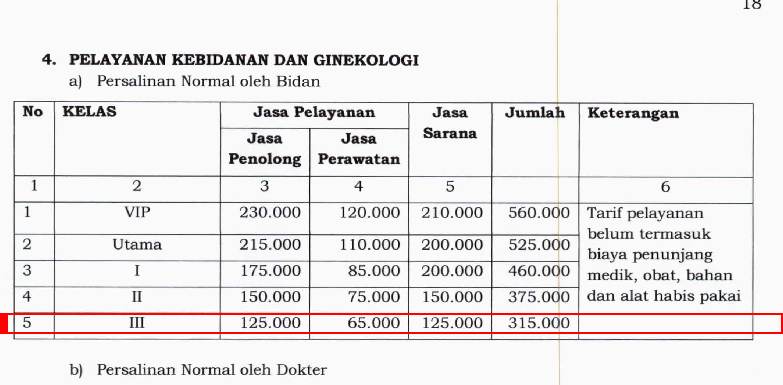 18
4. PELAYANAN KEBIDANAN DAN GINEKOLOGI
a) Persalinan Normal oleh Bidan
No KELAS Jasa Pelayanan Jasa Sarana Jumlah Keterangan
Jasa Penolong Jasa Perawatan
1 2 3 4 5 6
1 VIP 230.000 120.000 210.000 560.000 Tarif pelayanan
belum termasuk
2 Utama 215.000 110.000 200.000 525.000
biaya penunjang
3 I 175.000 85.000 200.000 460.000 medik, obat, bahan
4 II 150.000 75.000 150.000 375.000 dan alat habis pakai
5 III 125.000 65.000 125.000 315.000
b) Persalinan Normal oleh Dokter